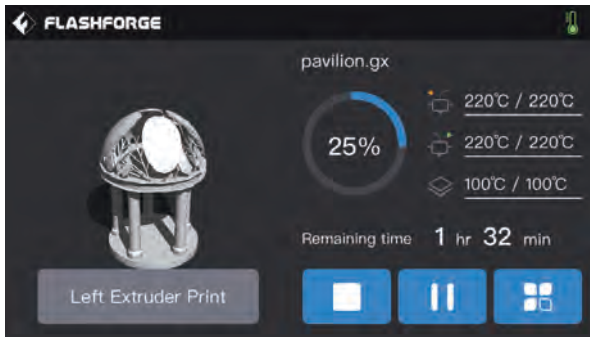 FLASHFORGE
pavilion.gx
25%
220℃ / 220℃
220℃ / 220℃
100℃ / 100℃
Remaining time 1 hr 32 min
Left Extruder Print